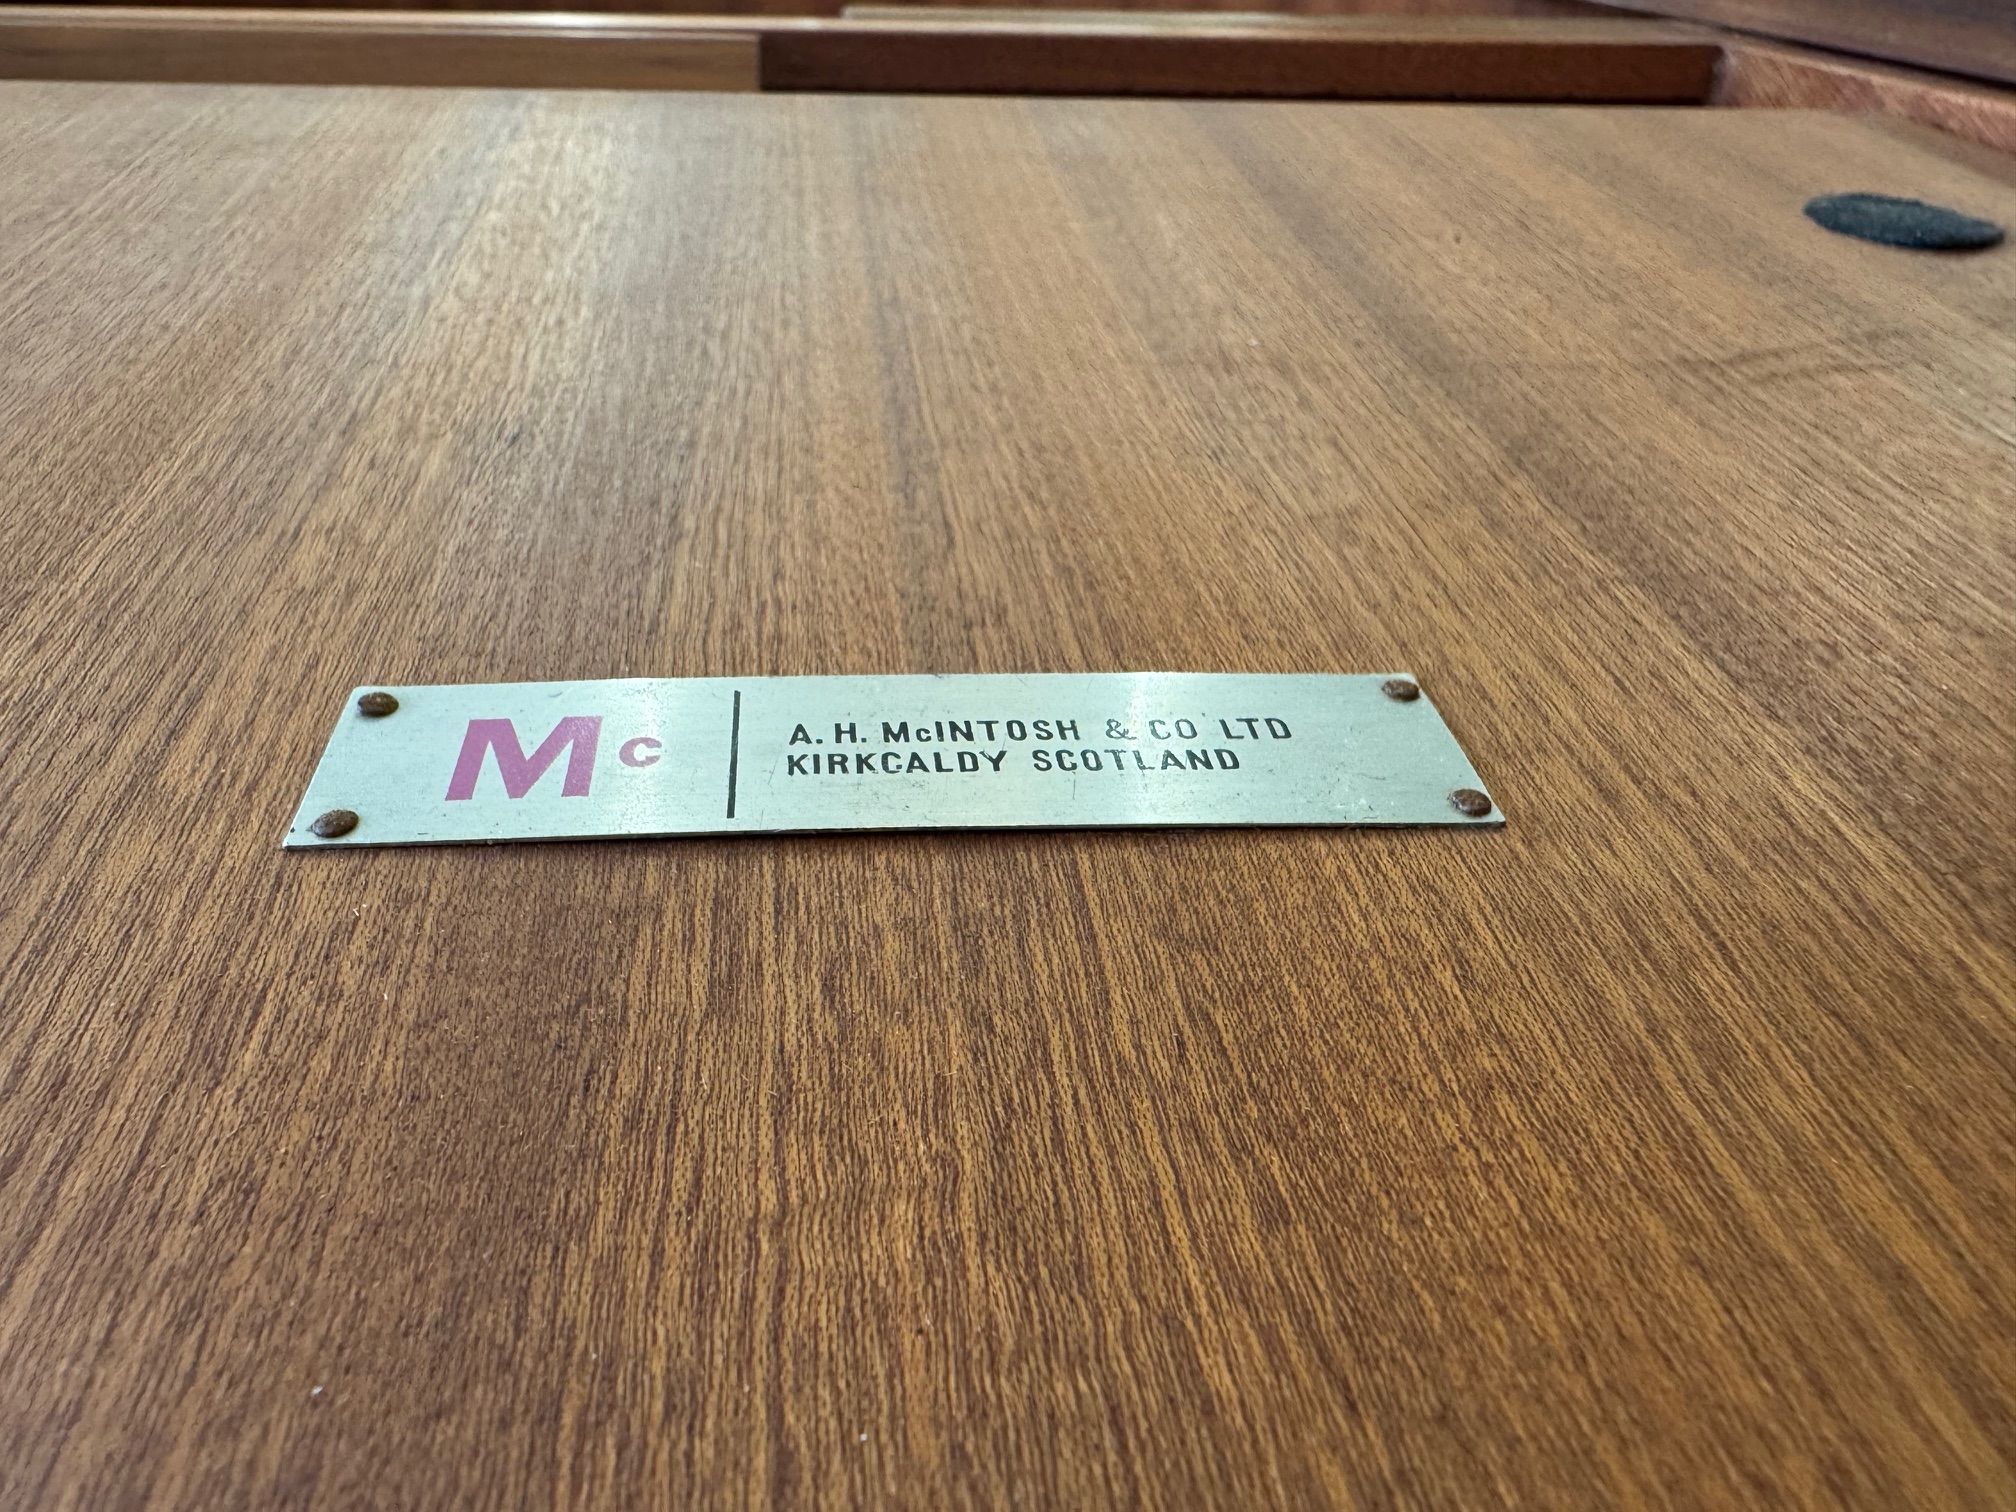 Mc
A.H. McINTOSH & CO LTD
KIRKCALDY SCOTLAND